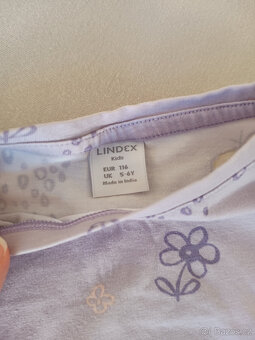 LINDEX
Kids
EUR 116
UK 5-6Y
Made in India